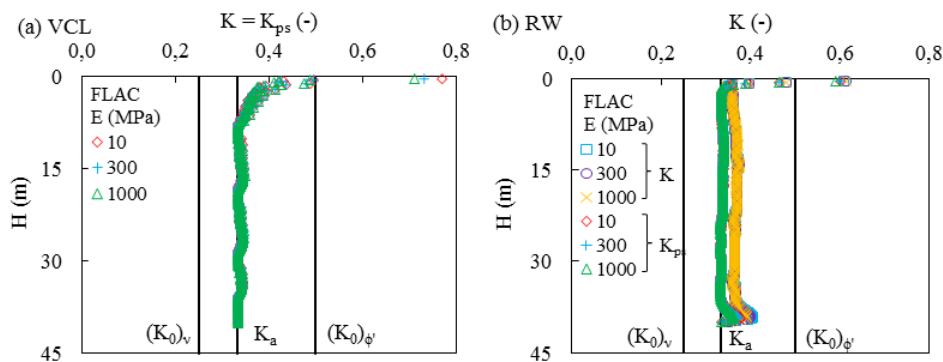 (a) VCL
K = Kₚₛ (-)
0,0 0,2 0,4 0,6 0,8
0
15
30
45
H (m)
FLAC
E (MPa)
10
300
1000
(K₀)ᵥ
Kₐ
(K₀)ϕ'
(b) RW
K (-)
0,0 0,2 0,4 0,6 0,8
0
15
30
45
H (m)
FLAC
E (MPa)
10
300
1000
K
10
300
1000
Kₚₛ
(K₀)ᵥ
Kₐ
(K₀)ϕ'